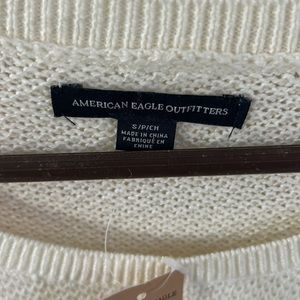 AMERICAN EAGLE OUTFITTERS
S/P/CH
MADE IN CHINA
FABRIQUÉ EN
CHINE